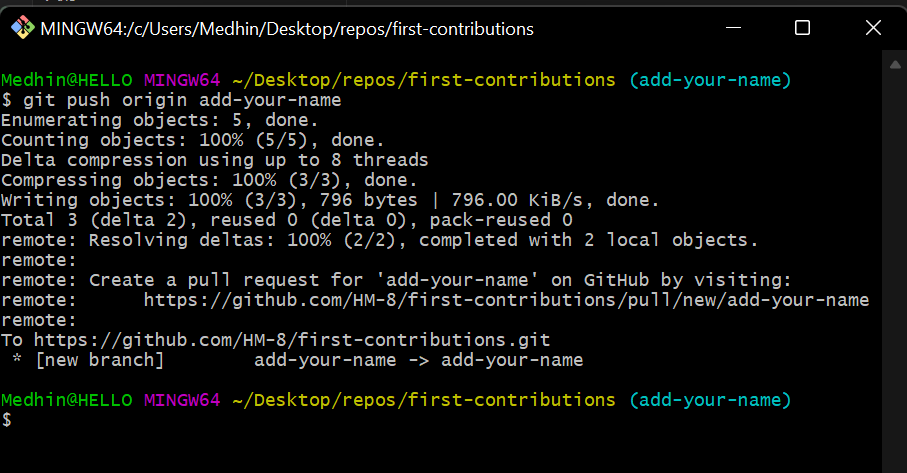 MINGW64:/c/Users/Medhin/Desktop/repos/first-contributions
Medhin@HELLO MINGW64 ~/Desktop/repos/first-contributions (add-your-name)
$ git push origin add-your-name
Enumerating objects: 5, done.
Counting objects: 100% (5/5), done.
Delta compression using up to 8 threads
Compressing objects: 100% (3/3), done.
Writing objects: 100% (3/3), 796 bytes | 796.00 KiB/s, done.
Total 3 (delta 2), reused 0 (delta 0), pack-reused 0
remote: Resolving deltas: 100% (2/2), completed with 2 local objects.
remote:
remote: Create a pull request for 'add-your-name' on GitHub by visiting:
remote:      https://github.com/HM-8/first-contributions/pull/new/add-your-name
remote:
To https://github.com/HM-8/first-contributions.git
 * [new branch]        add-your-name -> add-your-name
Medhin@HELLO MINGW64 ~/Desktop/repos/first-contributions (add-your-name)
$